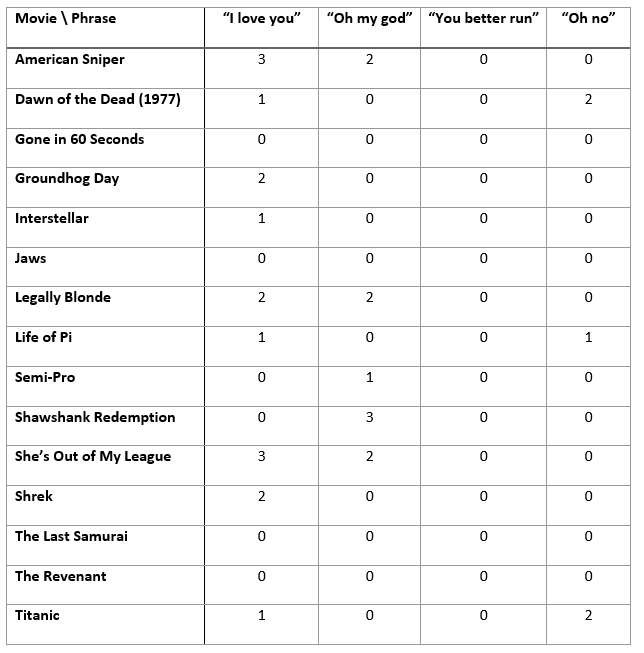 Movie \ Phrase “I love you” “Oh my god” “You better run” “Oh no”
American Sniper 3 2 0 0
Dawn of the Dead (1977) 1 0 0 2
Gone in 60 Seconds 0 0 0 0
Groundhog Day 2 0 0 0
Interstellar 1 0 0 0
Jaws 0 0 0 0
Legally Blonde 2 2 0 0
Life of Pi 1 0 0 1
Semi-Pro 0 1 0 0
Shawshank Redemption 0 3 0 0
She’s Out of My League 3 2 0 0
Shrek 2 0 0 0
The Last Samurai 0 0 0 0
The Revenant 0 0 0 0
Titanic 1 0 0 2